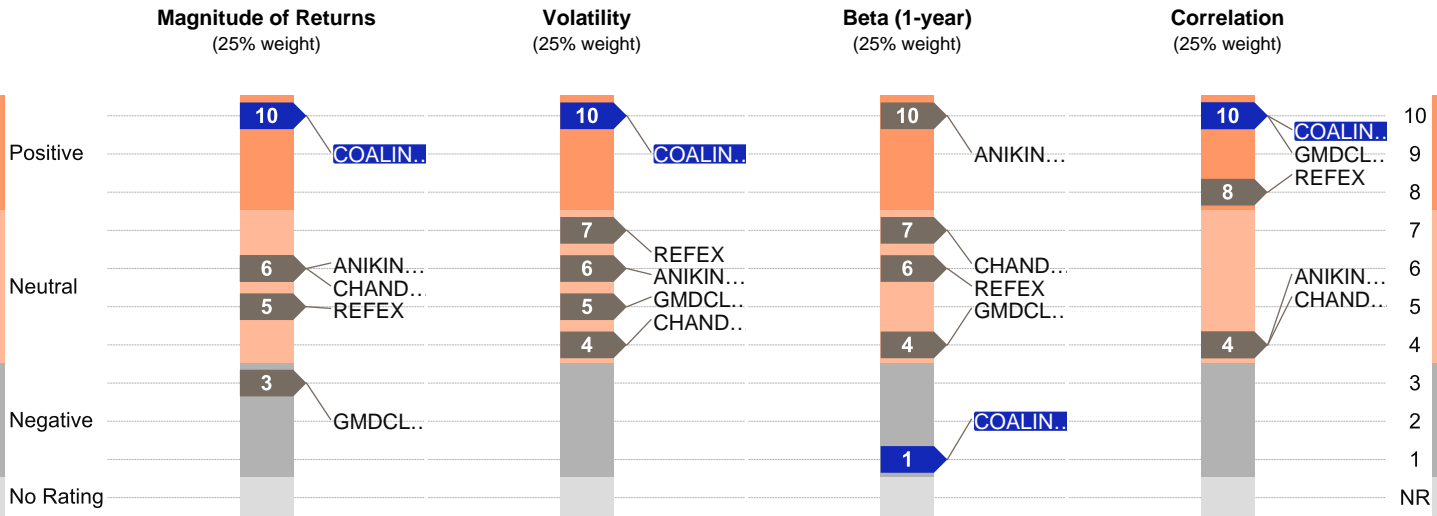 Magnitude of Returns
(25% weight)
Volatility
(25% weight)
Beta (1-year)
(25% weight)
Correlation
(25% weight)
Positive
Neutral
Negative
No Rating
10
COALIN..
6
ANIKIN...
CHAND...
5
REFEX
3
GMDCL...
10
COALIN..
7
REFEX
6
ANIKIN...
5
GMDCL...
4
CHAND...
10
ANIKIN...
7
CHAND...
6
REFEX
4
GMDCL...
1
COALIN..
10
COALIN..
GMDCL...
8
REFEX
4
ANIKIN...
CHAND...
10
9
8
7
6
5
4
3
2
1
NR